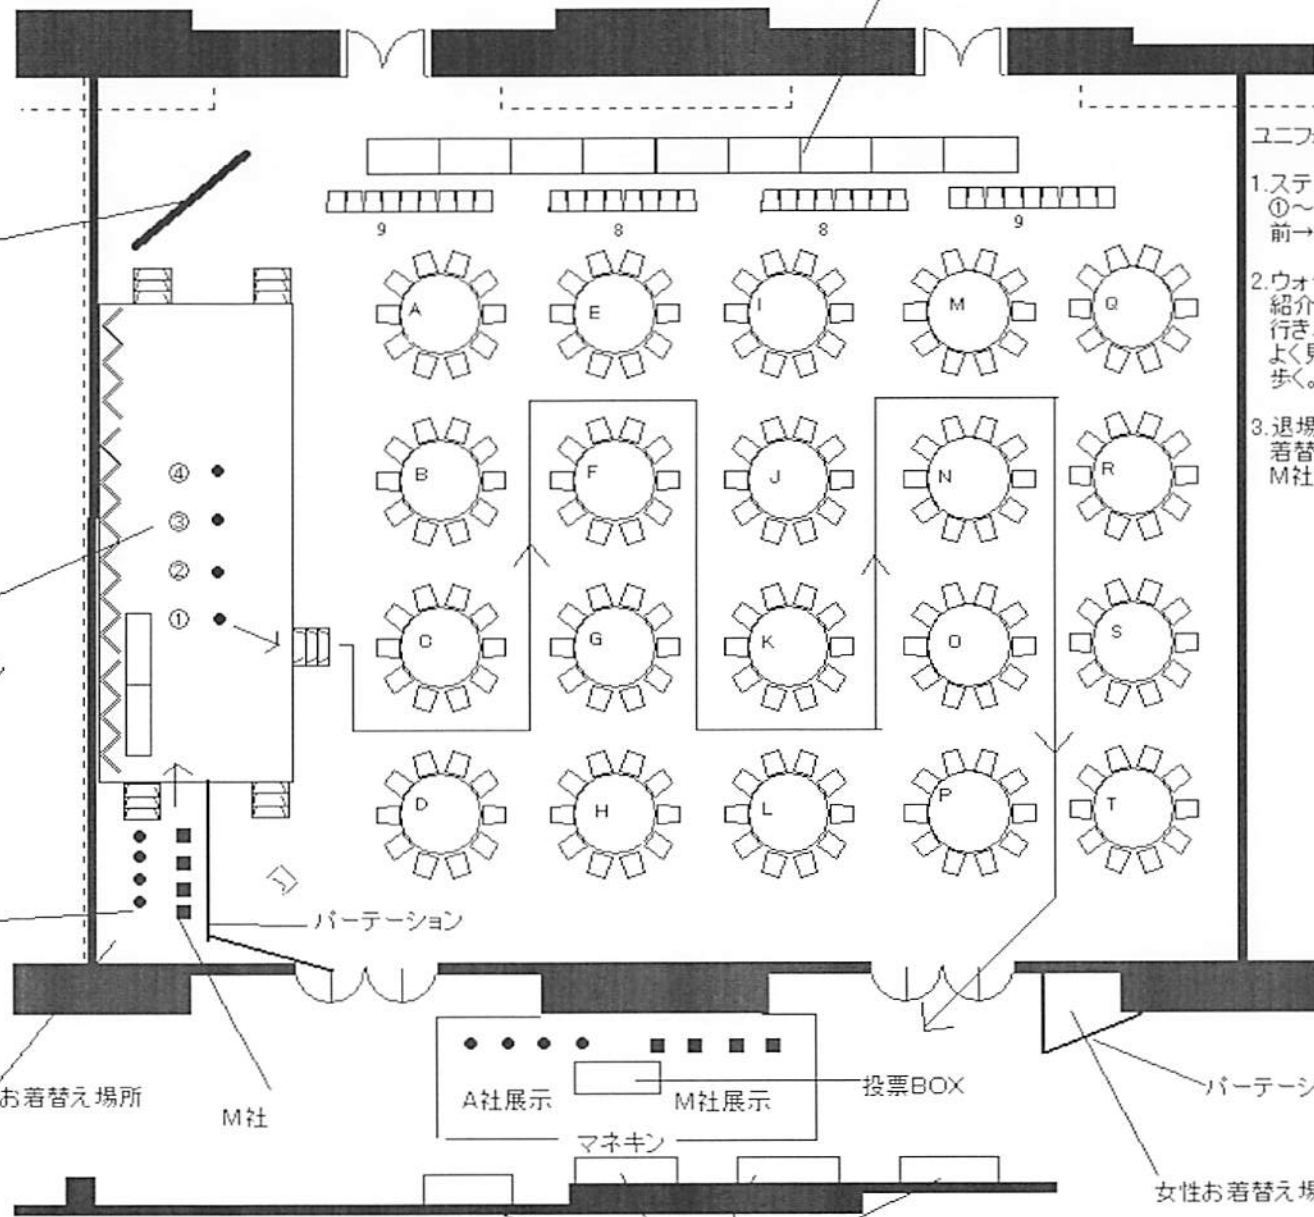 ユニフ
1.ステ
①～
前→
2.ウォ
紹介
行き
よく見
歩く。
3.退場
着替
M社
9
8
8
9
A
E
I
M
Q
B
F
J
N
R
C
G
K
O
S
D
H
L
P
T
④
③
②
①
パーテーション
お着替え場所
M社
A社展示
M社展示
マネキン
投票BOX
パーテーシ
女性お着替え場